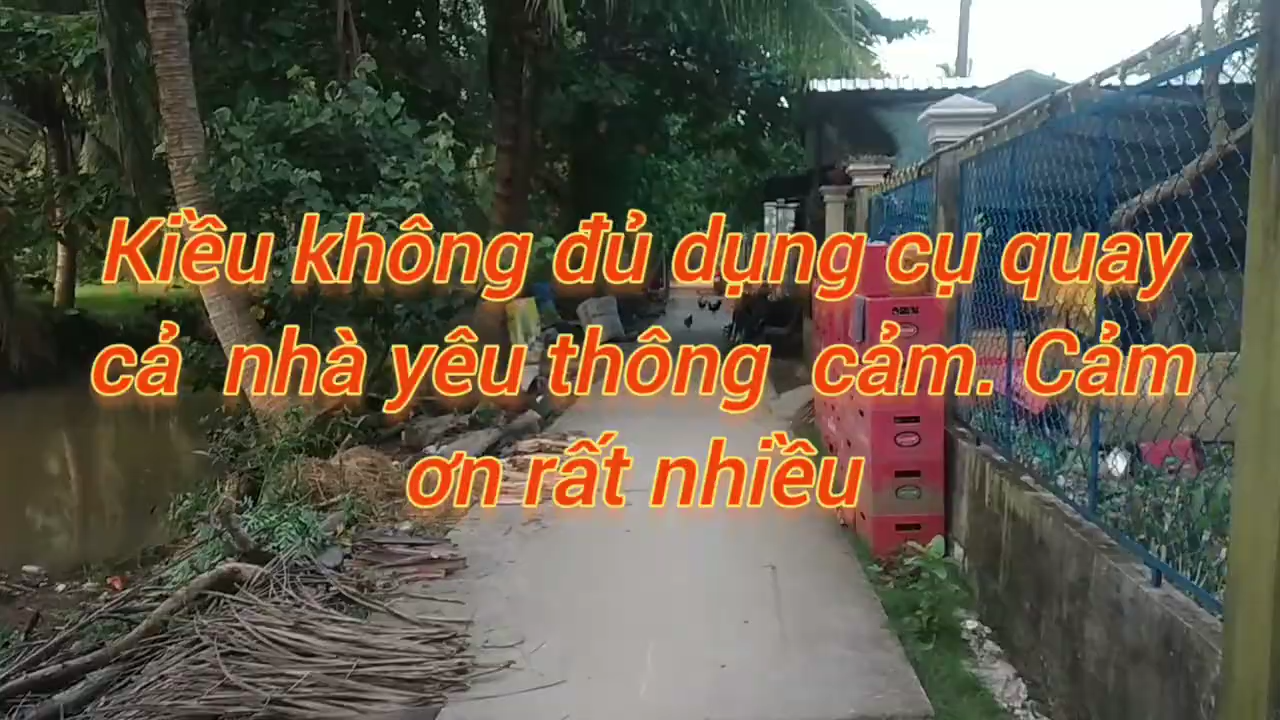 Kiều không đủ dụng cụ quay
cả nhà yêu thông cảm. Cảm
ơn rất nhiều